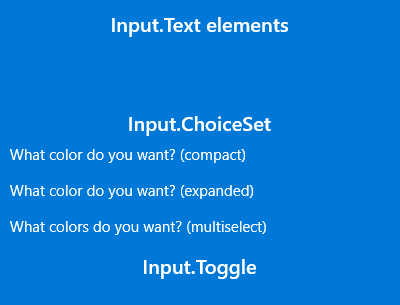 Input.Text elements
Input.ChoiceSet
What color do you want? (compact)
What color do you want? (expanded)
What colors do you want? (multiselect)
Input.Toggle